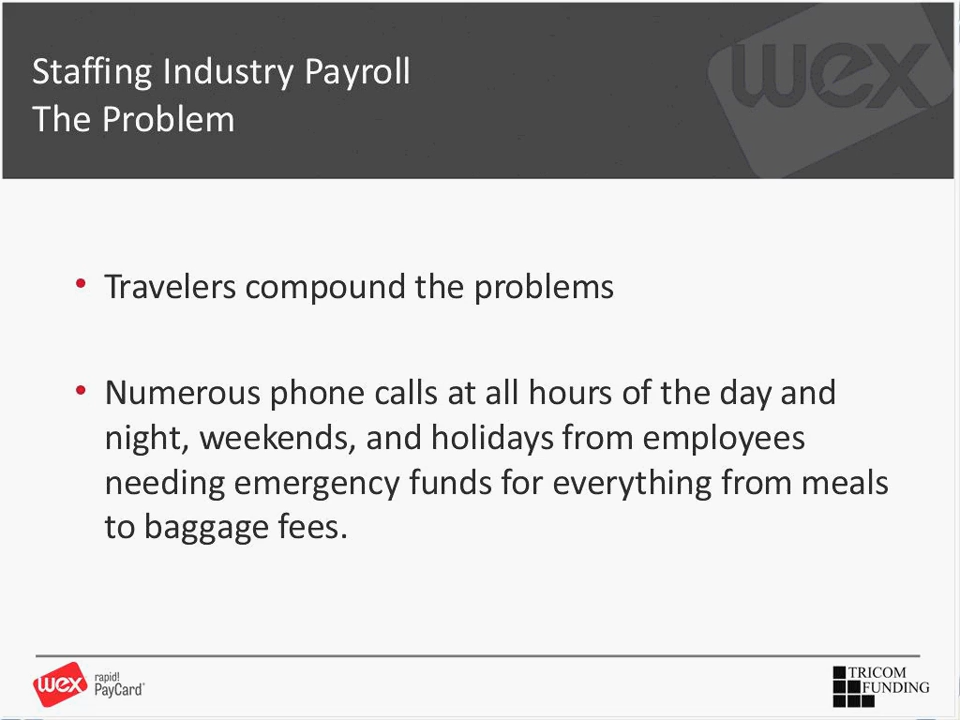 wex
Staffing Industry Payroll
The Problem
• Travelers compound the problems
• Numerous phone calls at all hours of the day and
night, weekends, and holidays from employees
needing emergency funds for everything from meals
to baggage fees.
wex rapid!
PayCard®
TRICOM
FUNDING